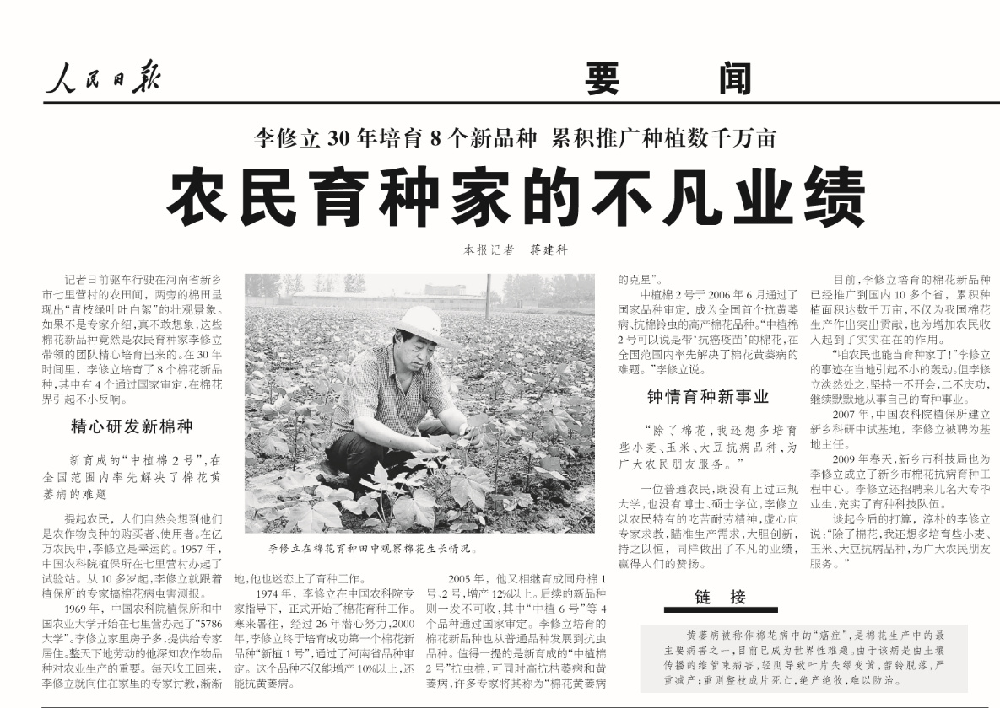 人民日报
要 闻
李修立 30 年培育 8 个新品种 累积推广种植数千万亩
农民育种家的不凡业绩
本报记者 蒋建科
记者日前驱车行驶在河南省新乡
市七里营村的农田间，两旁的棉田呈
现出“青枝绿叶吐白絮”的壮观景象。
如果不是专家介绍,真不敢想象,这些
棉花新品种竟然是农民育种家李修立
带领的团队精心培育出来的。在 30 年
时间里，李修立培育了 8 个棉花新品
种,其中有 4 个通过国家审定,在棉花
界引起不小反响。
精心研发新棉种
新育成的“中植棉 2 号”,在
全国范围内率先解决了棉花黄
萎病的难题
提起农民，人们自然会想到他们
是农作物良种的购买者、使用者。在亿
万农民中,李修立是幸运的。1957 年，
中国农科院植保所在七里营村办起了
试验站。从 10 多岁起,李修立就跟着
植保所的专家搞棉花病虫害测报。
1969 年，中国农科院植保所和中
国农业大学开始在七里营办起了“5786
大学”。李修立家里房子多,提供给专家
居住。整天下地劳动的他深知农作物品
种对农业生产的重要。每天收工回来，
李修立就向住在家里的专家讨教,渐渐
李修立在棉花育种田中观察棉花生长情况。
地,他也迷恋上了育种工作。
1974 年，李修立在中国农科院专
家指导下，正式开始了棉花育种工作。
寒来暑往，经过 26 年潜心努力,2000
年,李修立终于培育成功第一个棉花新
品种“新植 1 号”,通过了河南省品种审
定。这个品种不仅能增产 10%以上,还
能抗黄萎病。
2005 年，他又相继育成同舟棉 1
号、2 号,增产 12%以上。后续的新品种
则一发不可收,其中“中植 6 号”等 4
个品种通过国家审定。李修立培育的
棉花新品种也从普通品种发展到抗虫
品种。值得一提的是新育成的“中植棉
2 号”抗虫棉,可同时高抗枯萎病和黄
萎病,许多专家将其称为“棉花黄萎病
的克星”。
中植棉 2 号于 2006 年 6 月通过了
国家品种审定，成为全国首个抗黄萎
病、抗棉铃虫的高产棉花品种。“中植棉
2 号可以说是带‘抗癌疫苗’的棉花,在
全国范围内率先解决了棉花黄萎病的
难题。”李修立说。
钟情育种新事业
“除了棉花,我还想多培育
些小麦、玉米、大豆抗病品种,为
广大农民朋友服务。”
一位普通农民,既没有上过正规
大学,也没有博士、硕士学位,李修立
以农民特有的吃苦耐劳精神,虚心向
专家求教,瞄准生产需求,大胆创新，
持之以恒，同样做出了不凡的业绩，
赢得人们的赞扬。
链 接
黄萎病被称作棉花病中的“癌症”,是棉花生产中的最
主要病害之一,目前已成为世界性难题。由于该病是由土壤
传播的维管束病害,轻则导致叶片失绿变黄,蕾铃脱落,严
重减产;重则整枝成片死亡,绝产绝收,难以防治。
目前,李修立培育的棉花新品种
已经推广到国内 10 多个省，累积种
植面积达数千万亩,不仅为我国棉花
生产作出突出贡献,也为增加农民收
入起到了实实在在的作用。
“咱农民也能当育种家了!”李修立
的事迹在当地引起不小的轰动。但李修
立淡然处之,坚持一不开会,二不庆功，
继续默默地从事自己的育种事业。
2007 年,中国农科院植保所建立
新乡科研中试基地，李修立被聘为基
地主任。
2009 年春天,新乡市科技局也为
李修立成立了新乡市棉花抗病育种工
程中心。李修立还招聘来几名大专毕
业生,充实了育种科技队伍。
谈起今后的打算，淳朴的李修立
说:“除了棉花,我还想多培育些小麦、
玉米、大豆抗病品种,为广大农民朋友
服务。”